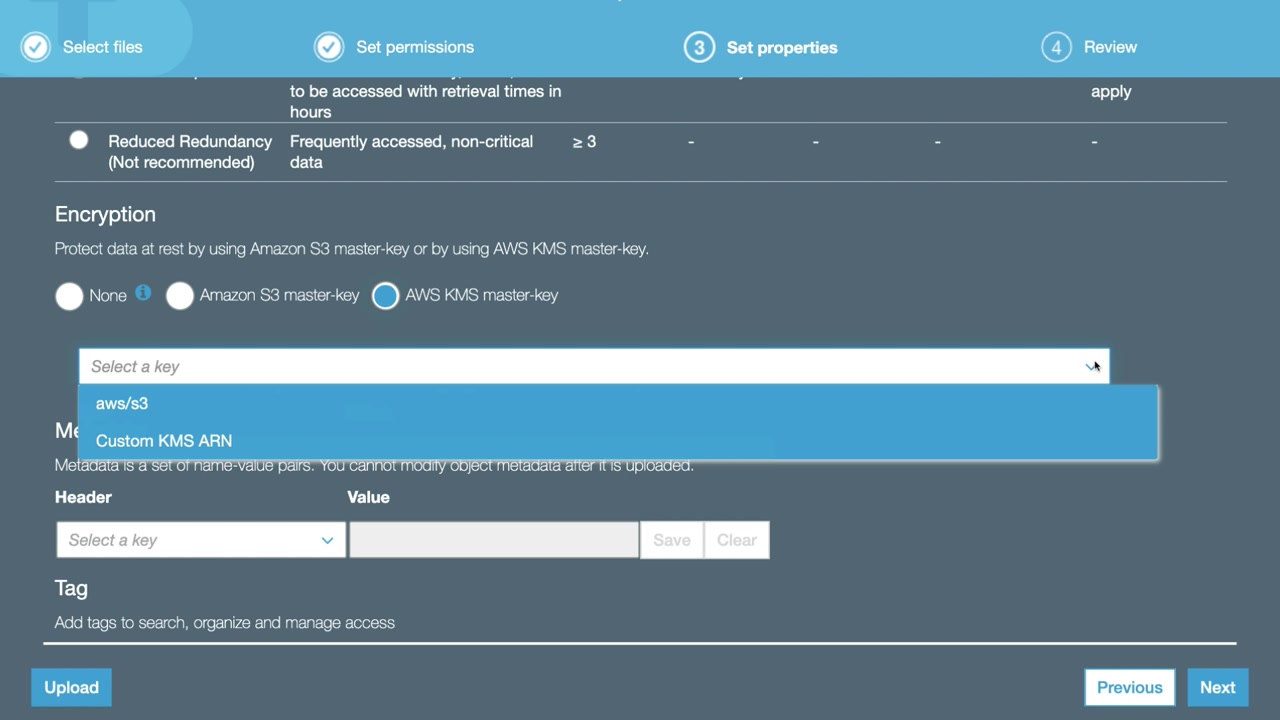 Select files
Set permissions
3 Set properties
4 Review
to be accessed with retrieval times in
hours
apply
Reduced Redundancy
(Not recommended)
Frequently accessed, non-critical
data
≥ 3
-
-
-
-
Encryption
Protect data at rest by using Amazon S3 master-key or by using AWS KMS master-key.
None
Amazon S3 master-key
AWS KMS master-key
Select a key
aws/s3
Custom KMS ARN
Me
Metadata is a set of name-value pairs. You cannot modify object metadata after it is uploaded.
Header
Value
Select a key
Save
Clear
Tag
Add tags to search, organize and manage access
Upload
Previous
Next